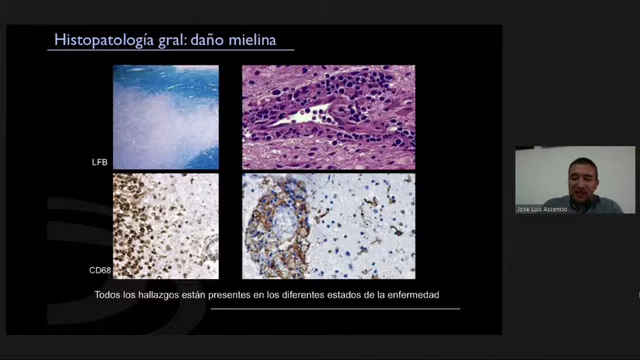 Histopatología gral: daño mielina
LFB
Jose Luis Ascencio
CD68
Todos los hallazgos están presentes en los diferentes estados de la enfermedad